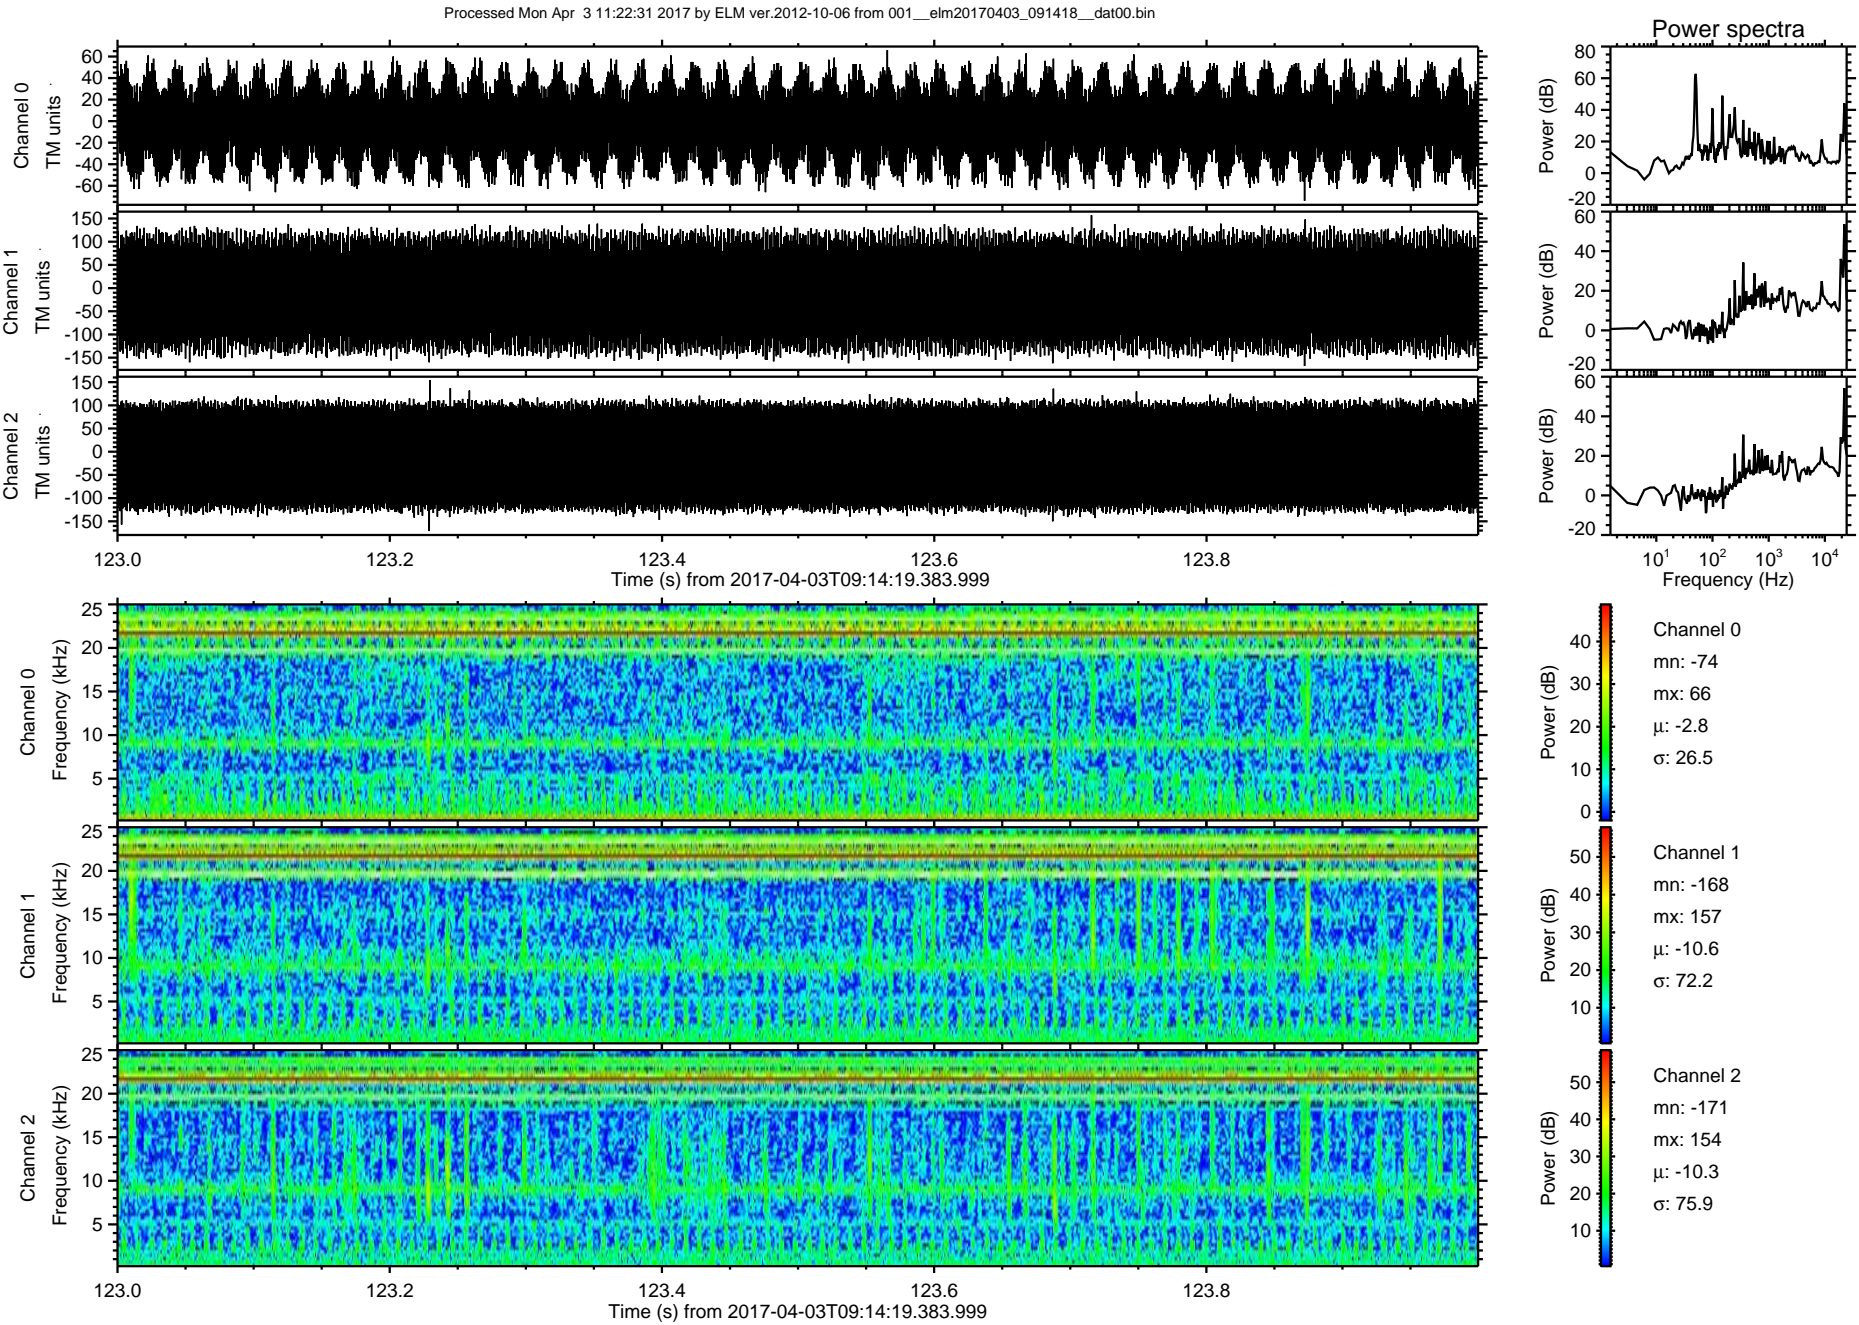 Processed Mon Apr 3 11:22:31 2017 by ELM ver.2012-10-06 from 001__elm20170403_091418__dat00.bin
Power spectra
Channel 0
TM units
60
40
20
0
-20
-40
-60
Power (dB)
80
60
40
20
0
-20
Channel 1
TM units
150
100
50
0
-50
-100
-150
Power (dB)
60
40
20
0
-20
Channel 2
TM units
150
100
50
0
-50
-100
-150
Power (dB)
60
40
20
0
-20
123.0 123.2 123.4 123.6 123.8
Time (s) from 2017-04-03T09:14:19.383.999
10^1 10^2 10^3 10^4
Frequency (Hz)
Channel 0
Frequency (kHz)
25
20
15
10
5
Power (dB)
40
30
20
10
0
Channel 0
mn: -74
mx: 66
μ: -2.8
σ: 26.5
Channel 1
Frequency (kHz)
25
20
15
10
5
Power (dB)
50
40
30
20
10
Channel 1
mn: -168
mx: 157
μ: -10.6
σ: 72.2
Channel 2
Frequency (kHz)
25
20
15
10
5
Power (dB)
50
40
30
20
10
Channel 2
mn: -171
mx: 154
μ: -10.3
σ: 75.9
123.0 123.2 123.4 123.6 123.8
Time (s) from 2017-04-03T09:14:19.383.999